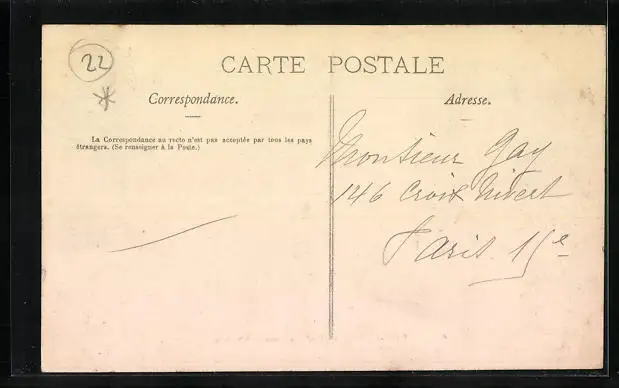 22
CARTE POSTALE
Correspondance.
Adresse.
La Correspondance au recto n'est pas acceptée par tous les pays
étrangers. (Se renseigner à la Poste.)
Monsieur Gay
146 Croix Nivert
Paris 15e